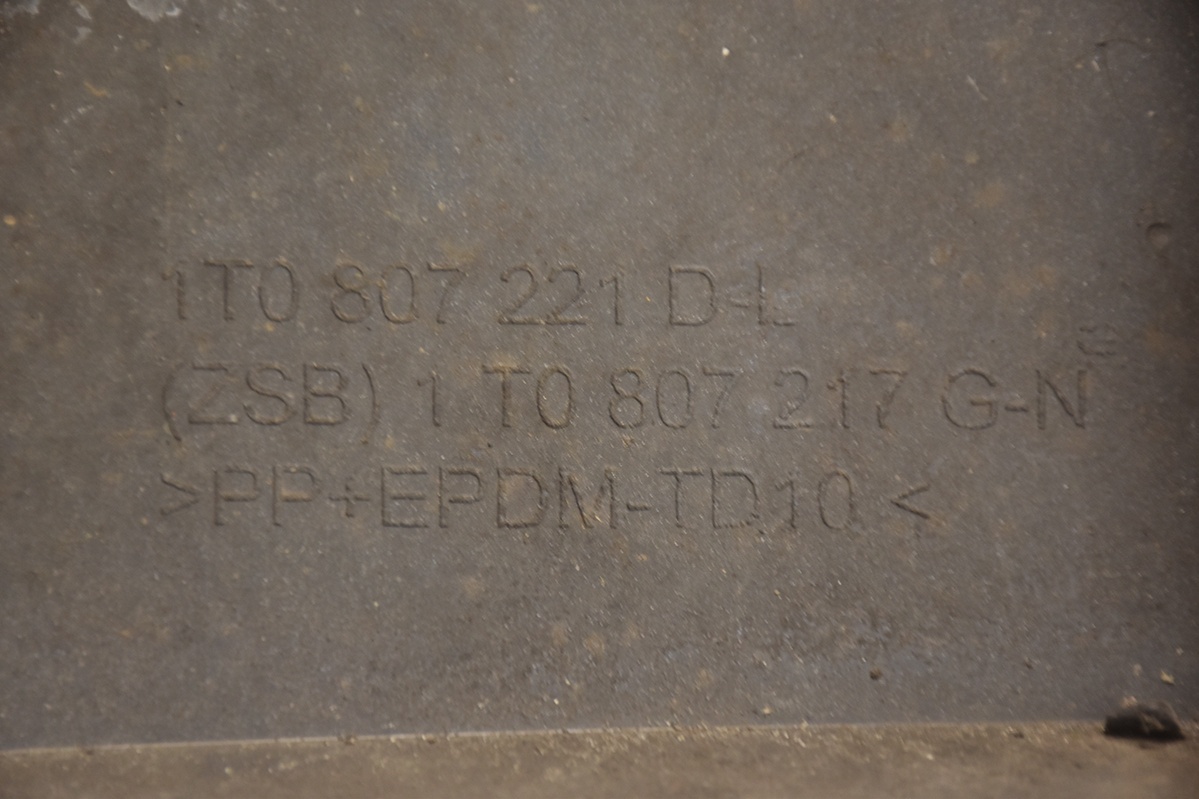 1T0 807 221 D-L
(ZSB) 1 T0 807 217 G-N
>PP+EPDM-TD10 <